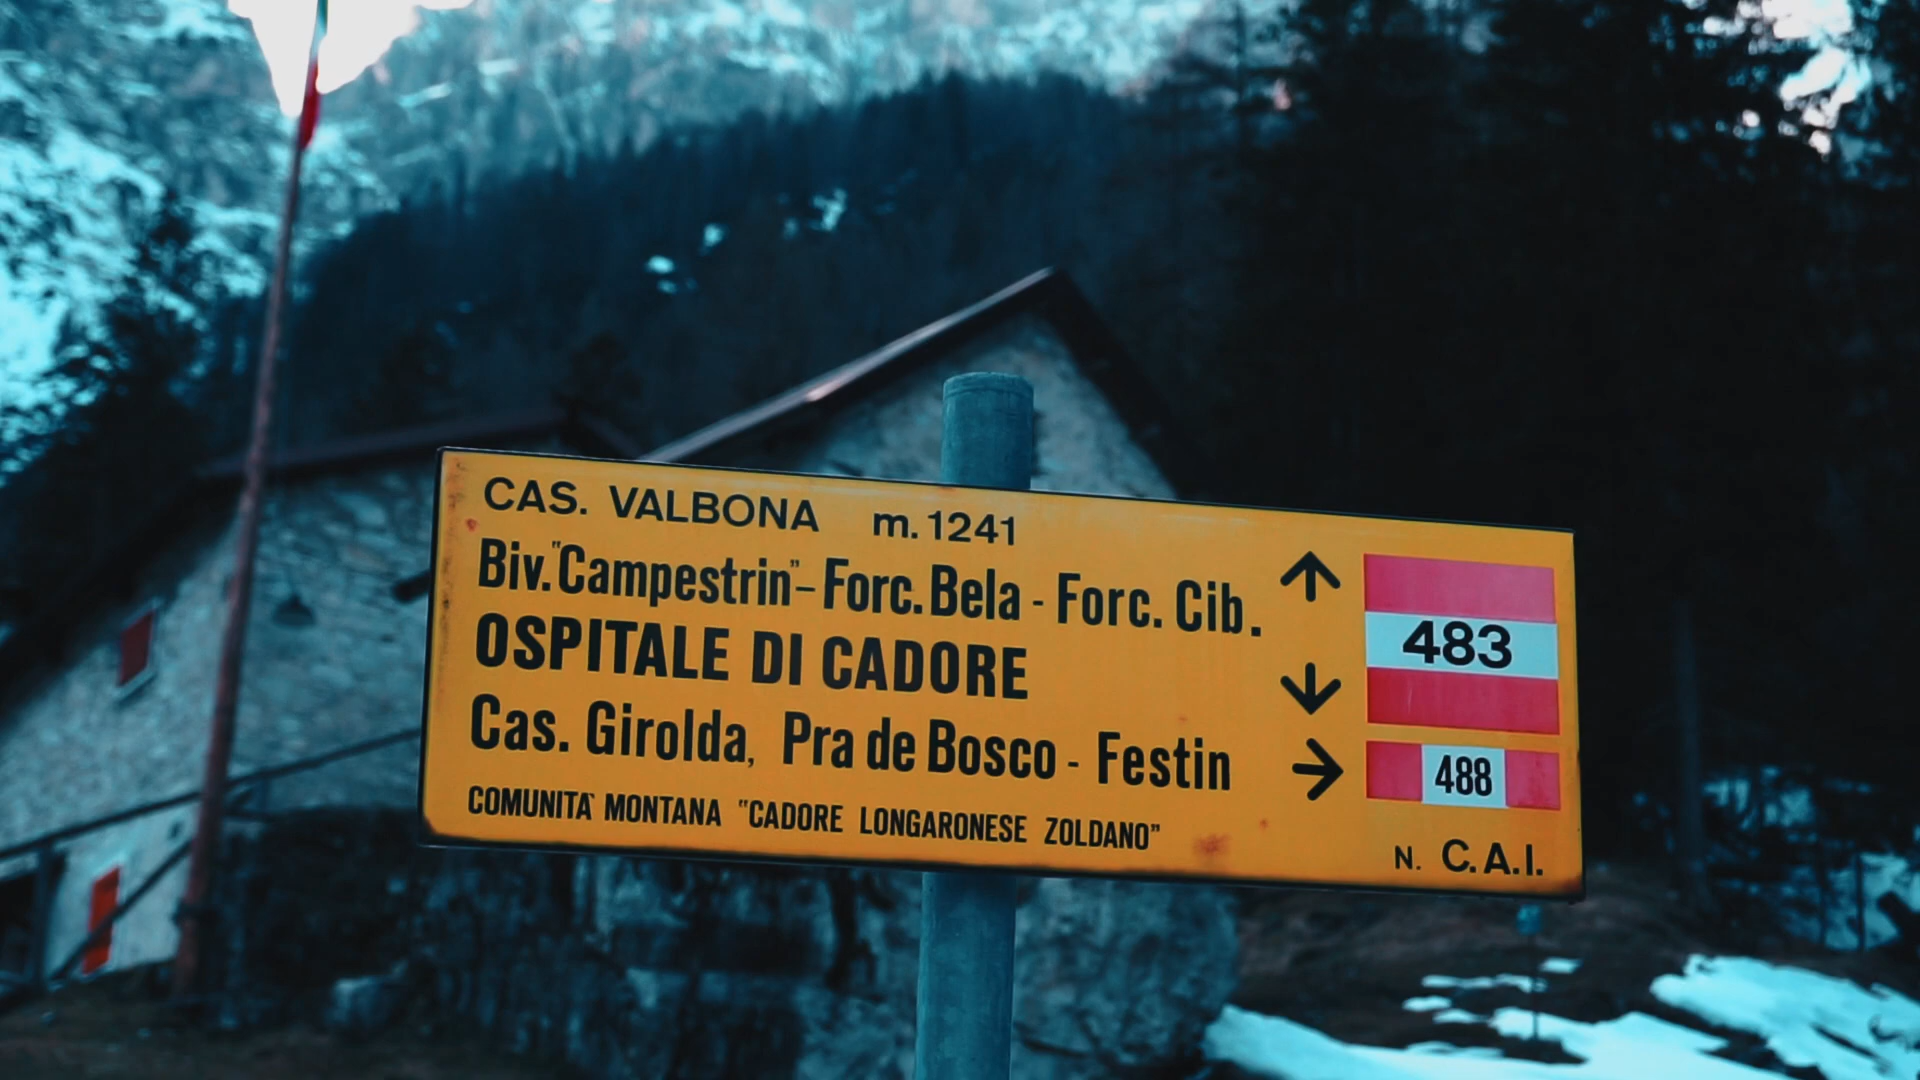 CAS. VALBONA m. 1241
Biv. "Campestrin" - Forc. Bela - Forc. Cib. ↑
483
OSPITALE DI CADORE ↓
Cas. Girolda, Pra de Bosco - Festin → 488
COMUNITA' MONTANA "CADORE LONGARONESE ZOLDANO"
N. C.A.I.